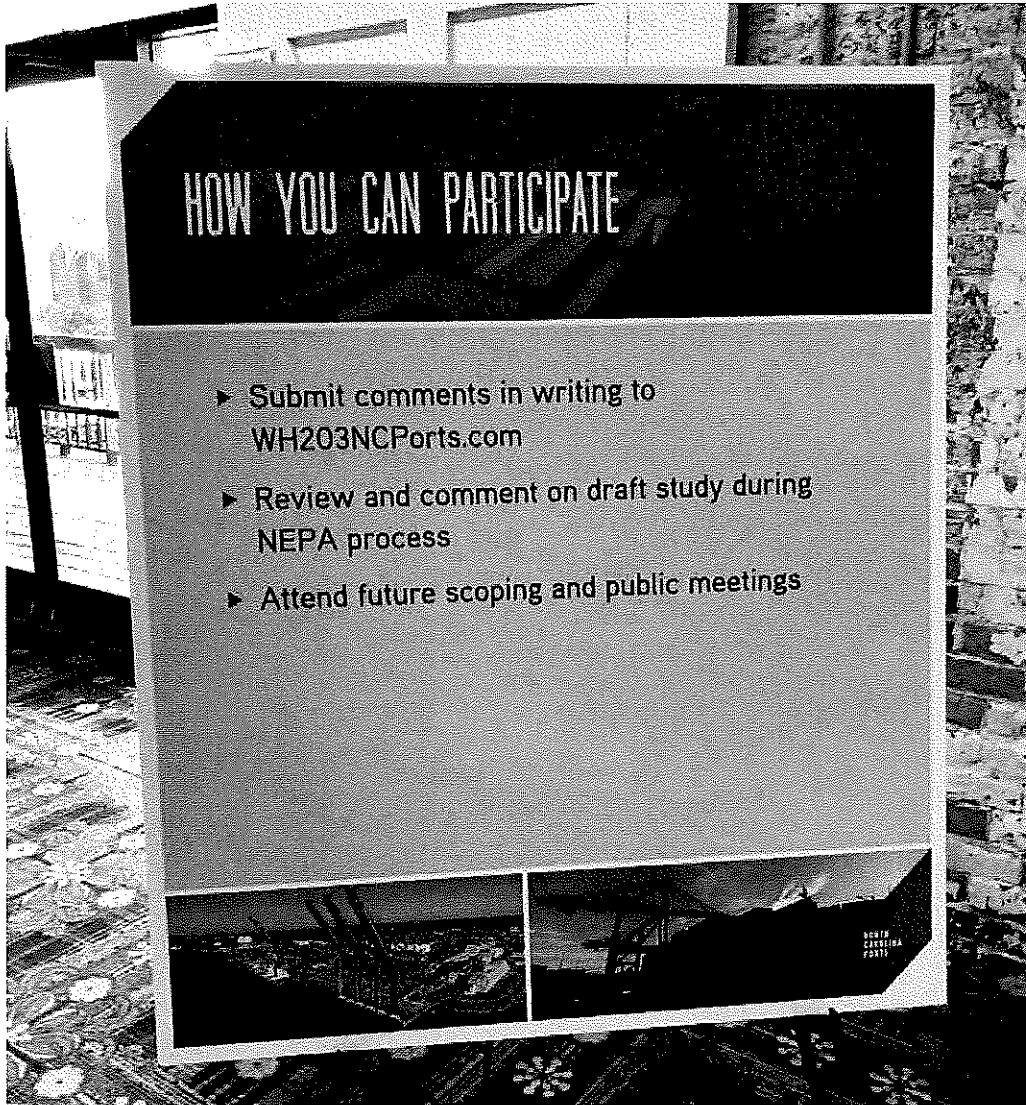 HOW YOU CAN PARTICIPATE
► Submit comments in writing to
WH203NCPorts.com
► Review and comment on draft study during
NEPA process
► Attend future scoping and public meetings
NORTH
CAROLINA
PORTS